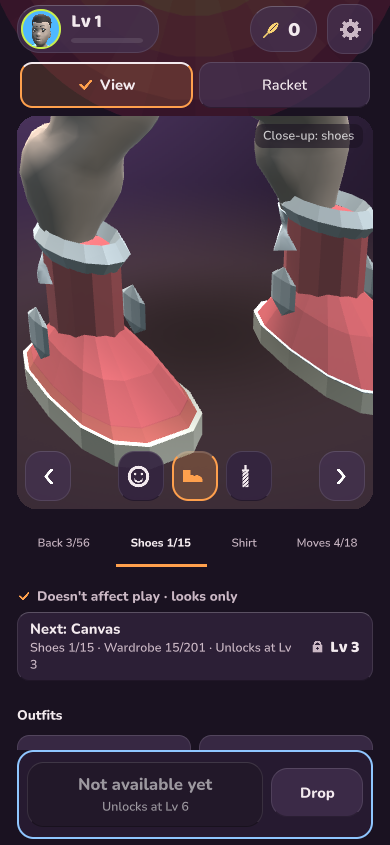 Lv 1
0
View
Racket
Close-up: shoes
Back 3/56
Shoes 1/15
Shirt
Moves 4/18
Doesn't affect play · looks only
Next: Canvas
Shoes 1/15 · Wardrobe 15/201 · Unlocks at Lv
3
Lv 3
Outfits
Not available yet
Unlocks at Lv 6
Drop